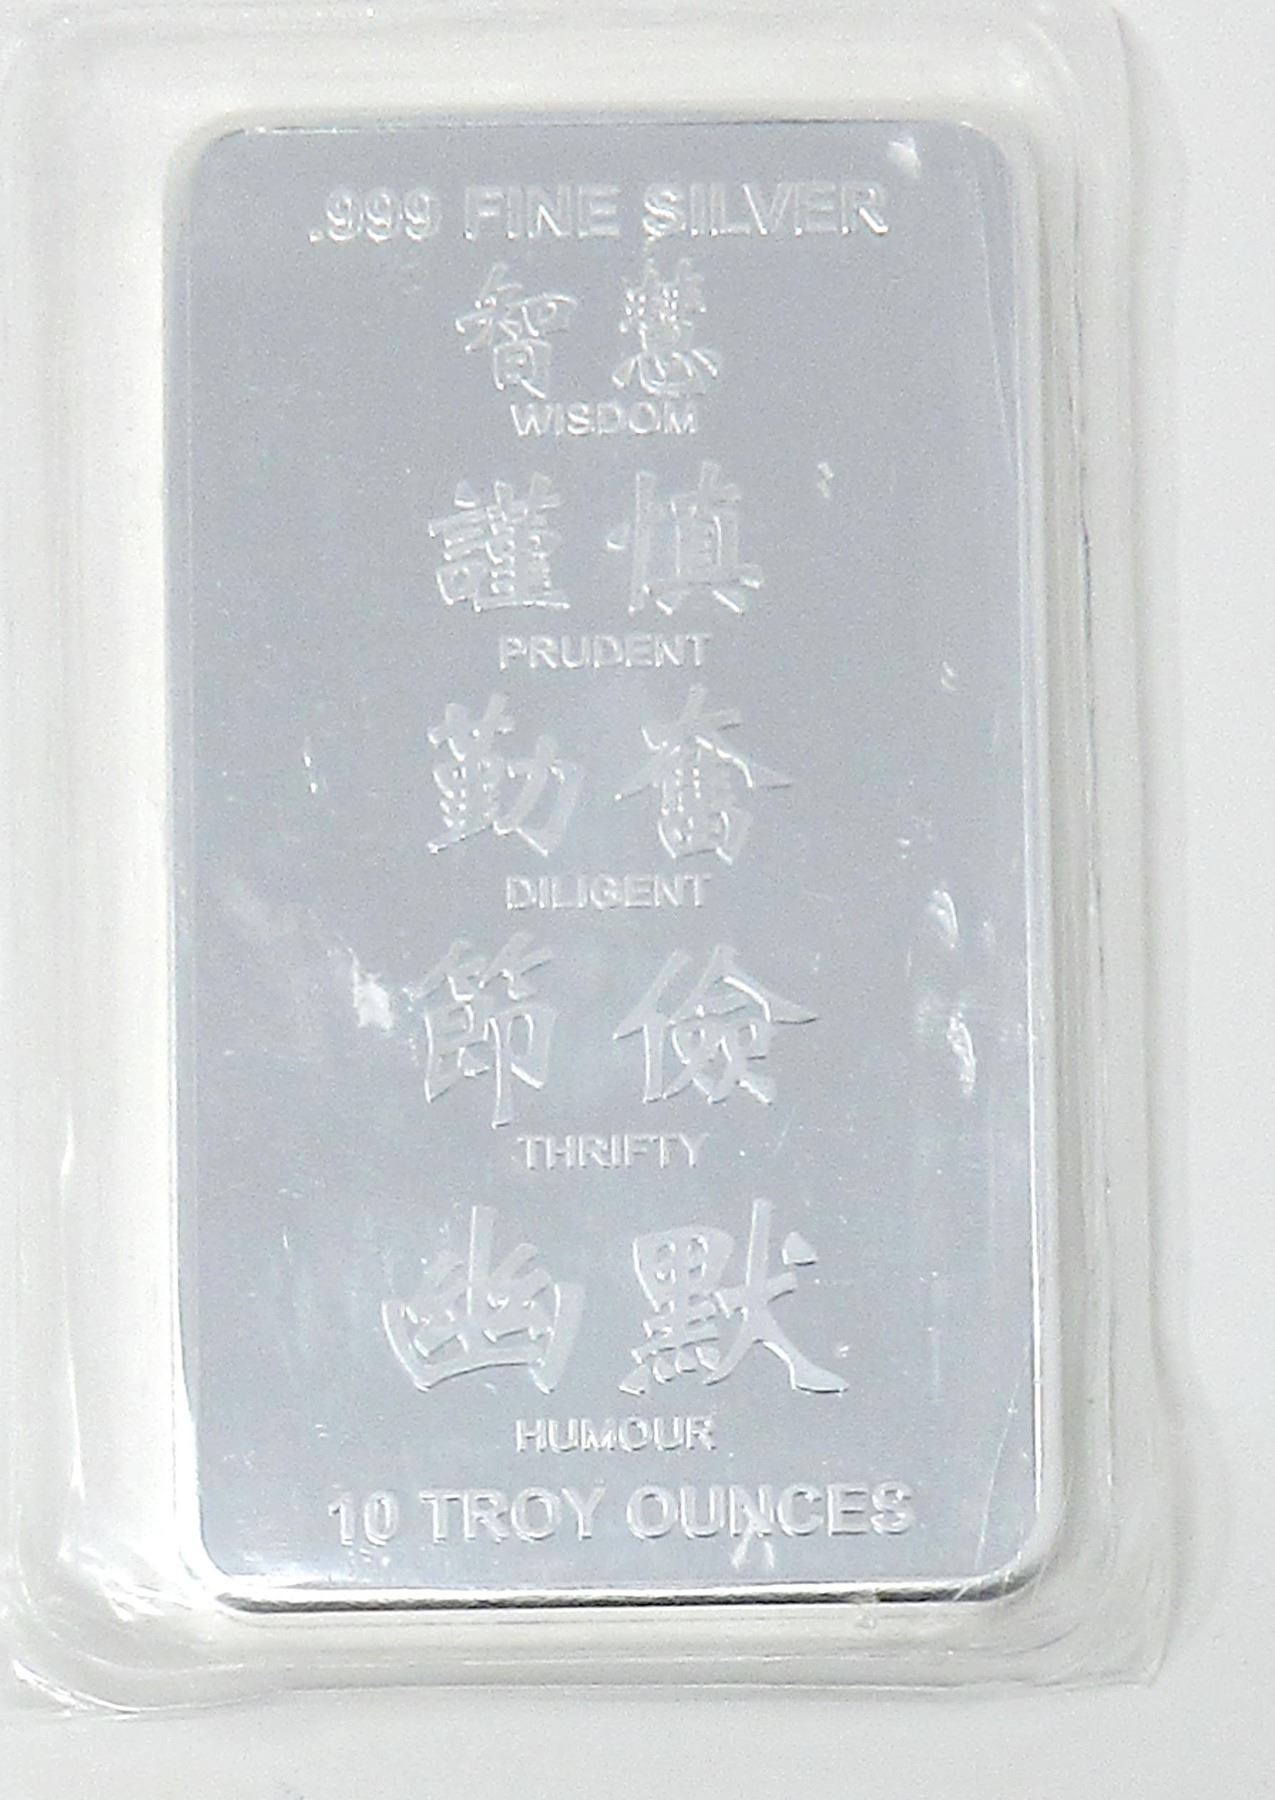 .999 FINE SILVER
智慧
WISDOM
謹慎
PRUDENT
勤奮
DILIGENT
節儉
THRIFTY
幽默
HUMOUR
10 TROY OUNCES